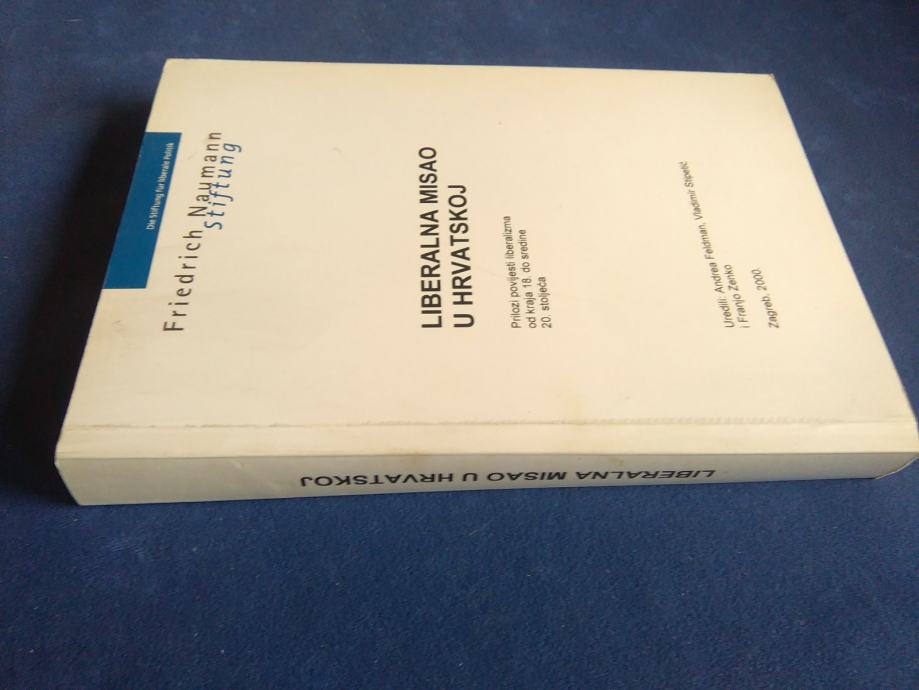 Die Stiftung für liberale Politik
Friedrich Naumann
Stiftung
LIBERALNA MISAO
U HRVATSKOJ
Prilozi povijesti liberalizma
od kraja 18. do sredine
20. stoljeća
Uredili: Andrea Feldman, Vladimir Stipetić
i Franjo Zenko
Zagreb, 2000.
LIBERALNA MISAO U HRVATSKOJ